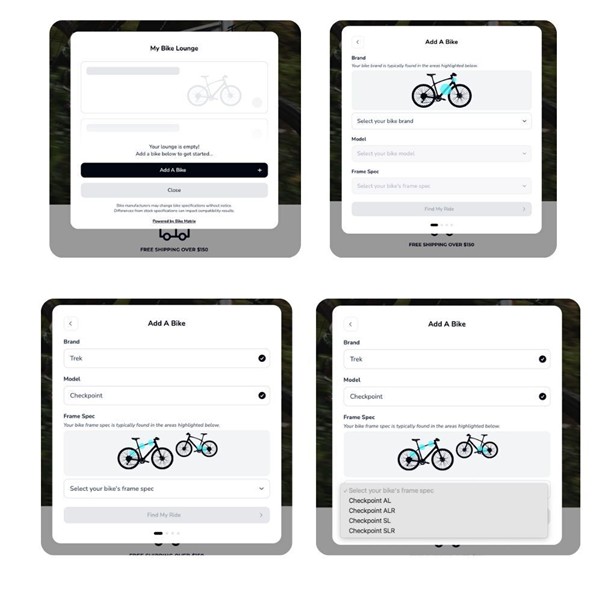 My Bike Lounge
Your lounge is empty!
Add a bike below to get started...
Add A Bike +
Close
Bike manufacturers may change bike specifications without notice.
Differences from stock specifications can impact compatibility results.
Powered by Bike Matrix
FREE SHIPPING OVER $150
Add A Bike
Brand
Your bike brand is typically found in the areas highlighted below.
Select your bike brand
Model
Select your bike model
Frame Spec
Select your bike's frame spec
Find My Ride
FREE SHIPPING OVER $150
Add A Bike
Brand
Trek
Model
Checkpoint
Frame Spec
Your bike frame spec is typically found in the areas highlighted below.
Select your bike's frame spec
Find My Ride
FREE SHIPPING OVER $150
Add A Bike
Brand
Trek
Model
Checkpoint
Frame Spec
Your bike frame spec is typically found in the areas highlighted below.
✓ Select your bike's frame spec
Checkpoint AL
Checkpoint ALR
Checkpoint SL
Checkpoint SLR